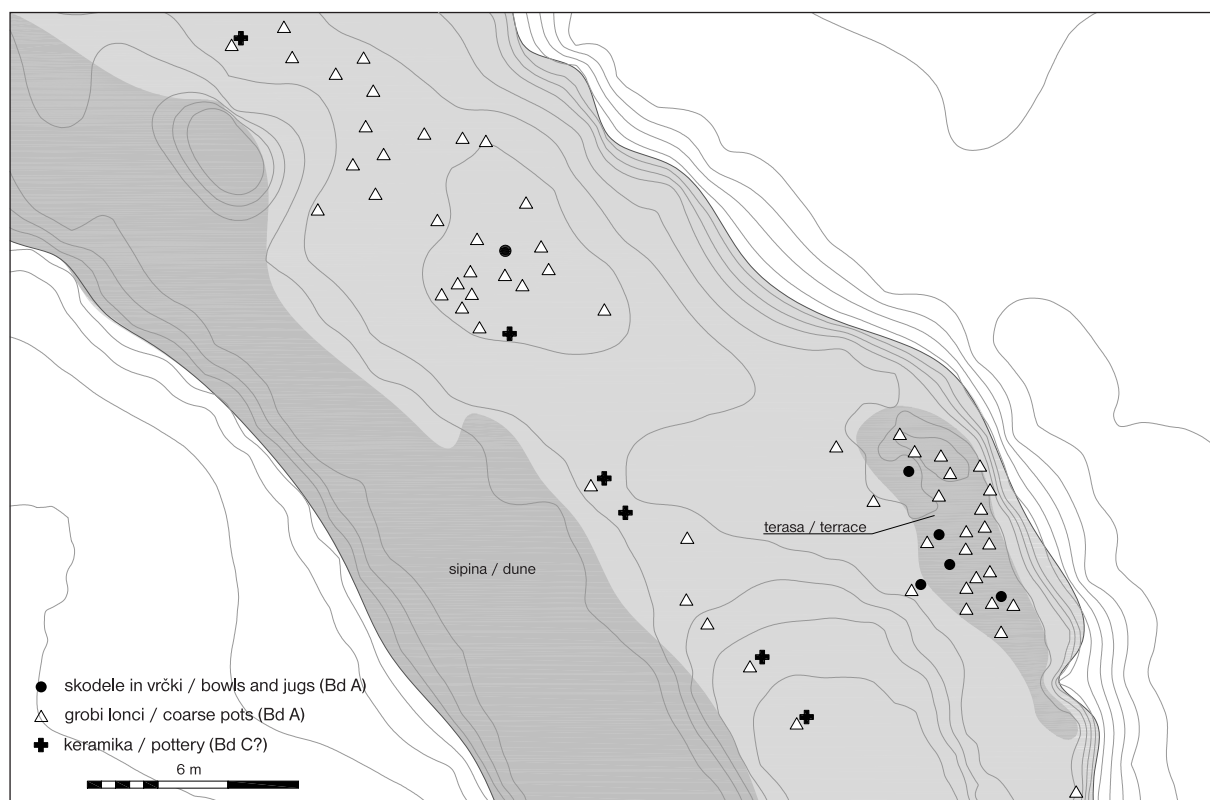 terasa / terrace
sipina / dune
skodele in vrčki / bowls and jugs (Bd A)
grobi lonci / coarse pots (Bd A)
keramika / pottery (Bd C?)
6 m